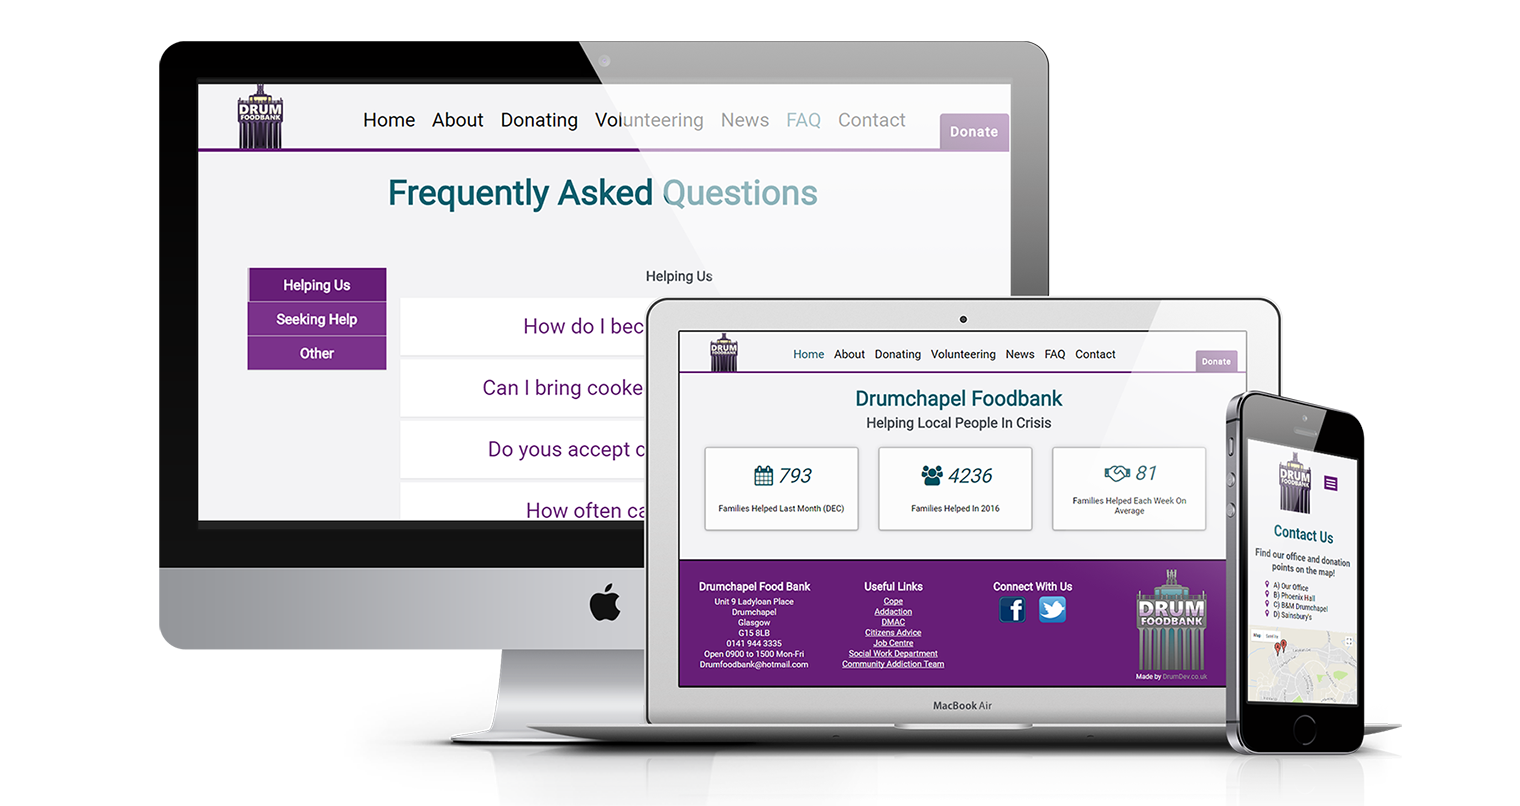 DRUM
FOODBANK
Home About Donating Volunteering News FAQ Contact
Donate
Frequently Asked Questions
Helping Us
Seeking Help
Other
Helping Us
How do I bec
Can I bring cooke
Do yous accept c
How often ca
DRUM
FOODBANK
Home About Donating Volunteering News FAQ Contact
Donate
Drumchapel Foodbank
Helping Local People In Crisis
793
Families Helped Last Month (DEC)
4236
Families Helped In 2016
81
Families Helped Each Week On
Average
Drumchapel Food Bank
Unit 9 Ladyloan Place
Drumchapel
Glasgow
G15 8LB
0141 944 3335
Open 0900 to 1500 Mon-Fri
Drumfoodbank@hotmail.com
Useful Links
Cope
Addaction
DMAC
Citizens Advice
Job Centre
Social Work Department
Community Addiction Team
Connect With Us
DRUM
FOODBANK
Made by DrumDev.co.uk
MacBook Air
DRUM
FOODBANK
Contact Us
Find our office and donation
points on the map!
A) Our Office
B) Phoenix Hall
C) B&M Drumchapel
D) Sainsbury's
Map